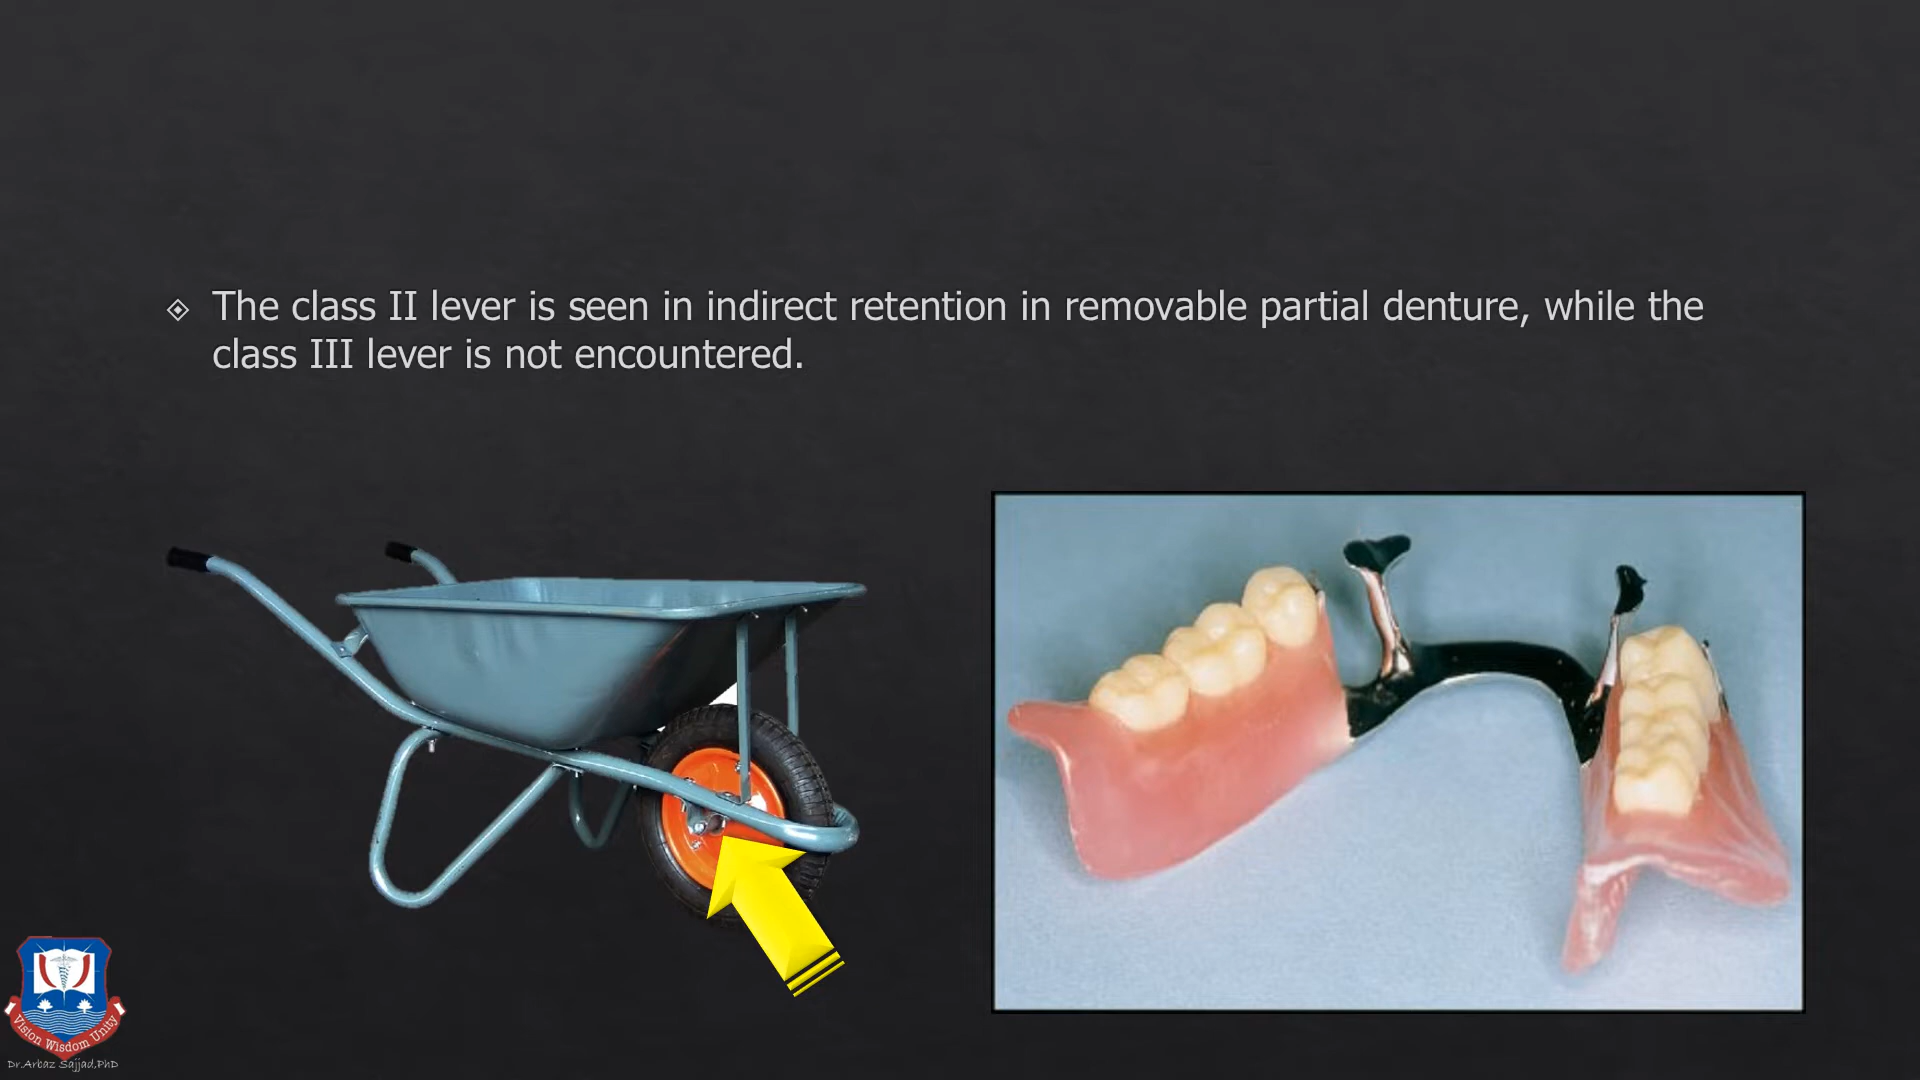 The class II lever is seen in indirect retention in removable partial denture, while the
class III lever is not encountered.
Vision Wisdom Unity
Dr.Arbaz Sajjad,PhD